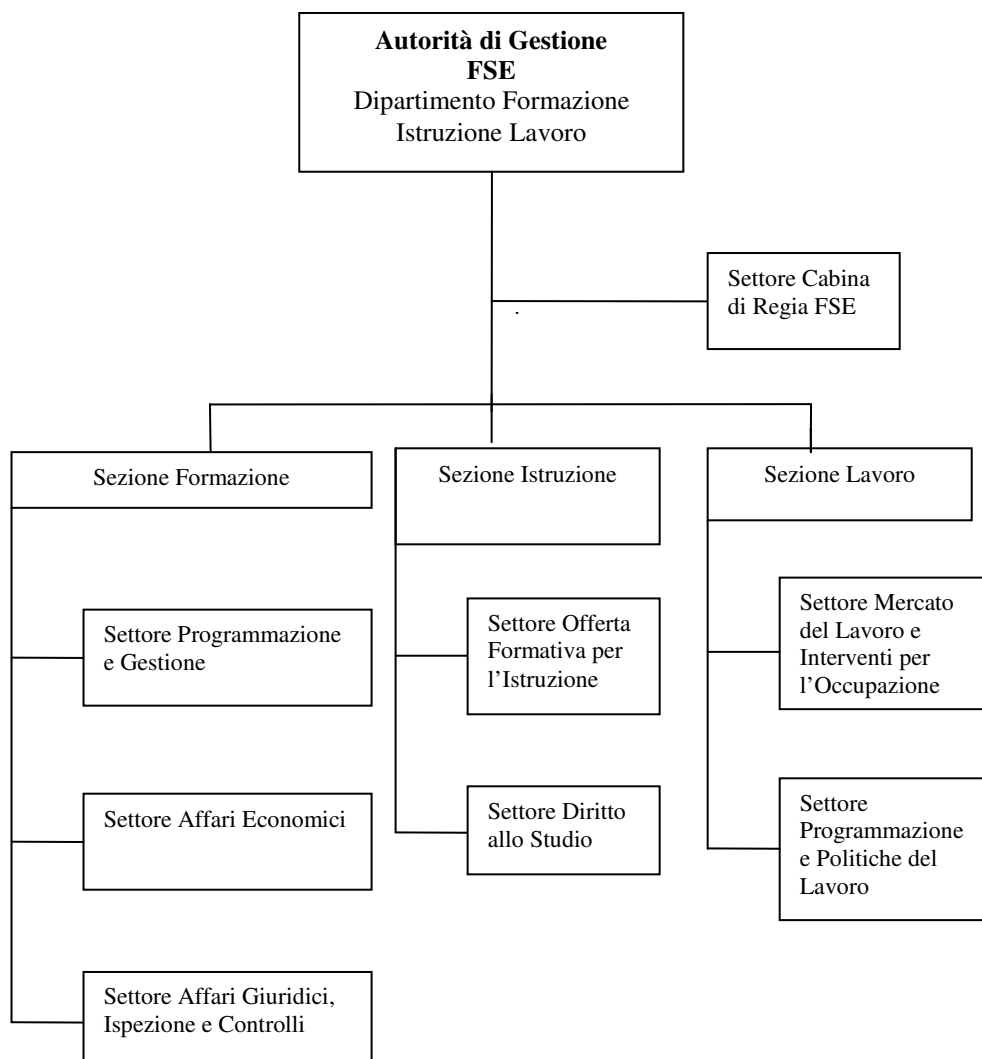 Autorità di Gestione
FSE
Dipartimento Formazione
Istruzione Lavoro
Settore Cabina
di Regia FSE
.
Sezione Formazione
Settore Programmazione
e Gestione
Settore Affari Economici
Settore Affari Giuridici,
Ispezione e Controlli
Sezione Istruzione
Settore Offerta
Formativa per
l’Istruzione
Settore Diritto
allo Studio
Sezione Lavoro
Settore Mercato
del Lavoro e
Interventi per
l’Occupazione
Settore
Programmazione
e Politiche del
Lavoro